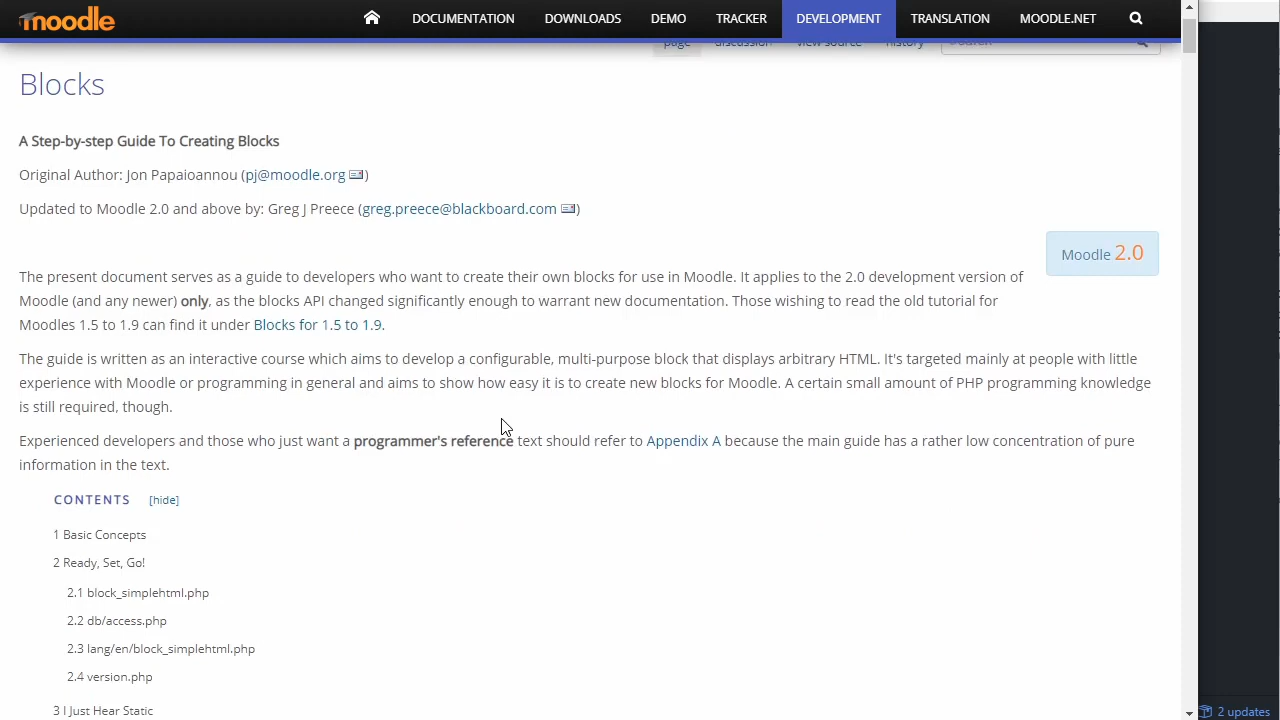 moodle
DOCUMENTATION DOWNLOADS DEMO TRACKER DEVELOPMENT TRANSLATION MOODLE.NET
page discussion view source history Search
Blocks
A Step-by-step Guide To Creating Blocks
Original Author: Jon Papaioannou (pj@moodle.org)
Updated to Moodle 2.0 and above by: Greg J Preece (greg.preece@blackboard.com)
Moodle 2.0
The present document serves as a guide to developers who want to create their own blocks for use in Moodle. It applies to the 2.0 development version of
Moodle (and any newer) only, as the blocks API changed significantly enough to warrant new documentation. Those wishing to read the old tutorial for
Moodles 1.5 to 1.9 can find it under Blocks for 1.5 to 1.9.
The guide is written as an interactive course which aims to develop a configurable, multi-purpose block that displays arbitrary HTML. It's targeted mainly at people with little
experience with Moodle or programming in general and aims to show how easy it is to create new blocks for Moodle. A certain small amount of PHP programming knowledge
is still required, though.
Experienced developers and those who just want a programmer's reference text should refer to Appendix A because the main guide has a rather low concentration of pure
information in the text.
CONTENTS [hide]
1 Basic Concepts
2 Ready, Set, Go!
2.1 block_simplehtml.php
2.2 db/access.php
2.3 lang/en/block_simplehtml.php
2.4 version.php
3 I Just Hear Static
2 updates